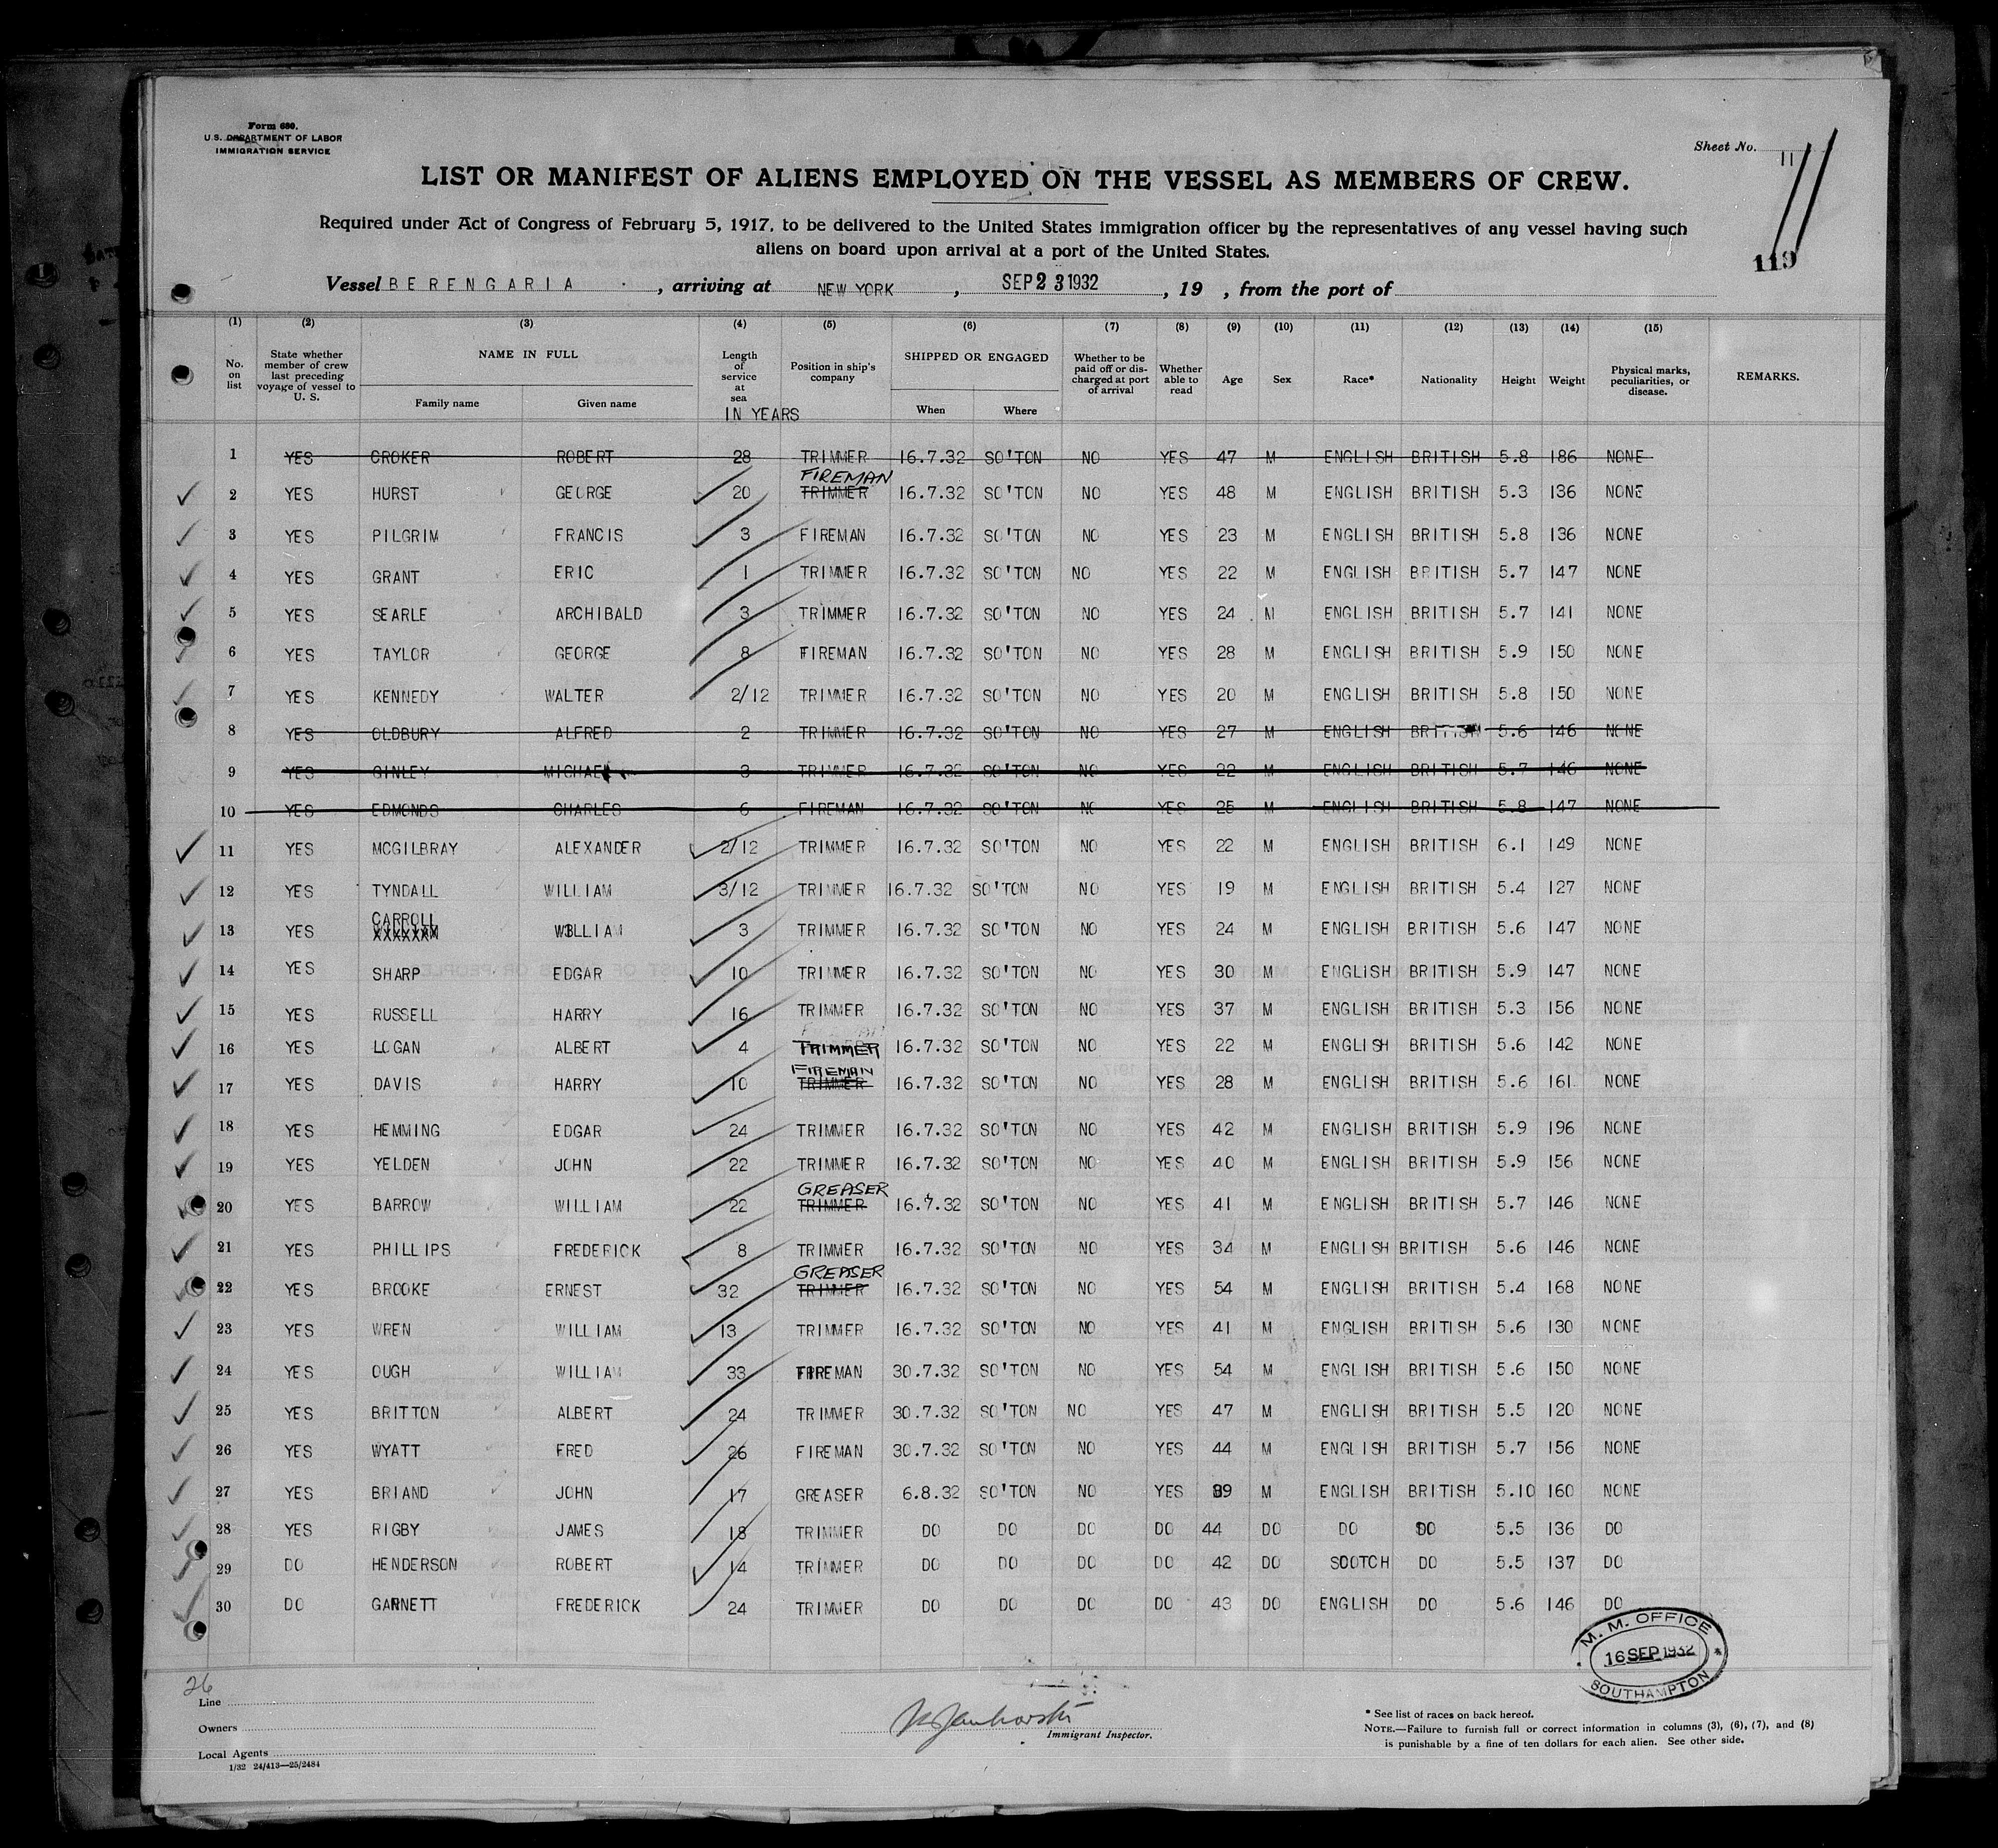 Form 680.
U.S. DEPARTMENT OF LABOR
IMMIGRATION SERVICE
Sheet No. 11
11
LIST OR MANIFEST OF ALIENS EMPLOYED ON THE VESSEL AS MEMBERS OF CREW.
Required under Act of Congress of February 5, 1917, to be delivered to the United States immigration officer by the representatives of any vessel having such
aliens on board upon arrival at a port of the United States.
119
Vessel BERENGARIA, arriving at NEW YORK, SEP 23 1932, 19 , from the port of
(1) (2) (3) (4) (5) (6) (7) (8) (9) (10) (11) (12) (13) (14) (15)
No. on list State whether member of crew last preceding voyage of vessel to U. S. NAME IN FULL Family name Given name Length of service at sea IN YEARS Position in ship's company SHIPPED OR ENGAGED When Where Whether to be paid off or discharged at port of arrival Whether able to read Age Sex Race* Nationality Height Weight Physical marks, peculiarities, or disease. REMARKS.
1 YES CROKER ROBERT 28 TRIMMER 16.7.32 SO'TON NO YES 47 M ENGLISH BRITISH 5.8 186 NONE
FIREMAN
2 YES HURST GEORGE 20 TRIMMER 16.7.32 SO'TON NO YES 48 M ENGLISH BRITISH 5.3 136 NONE
3 YES PILGRIM FRANCIS 3 FIREMAN 16.7.32 SO'TON NO YES 23 M ENGLISH BRITISH 5.8 136 NONE
4 YES GRANT ERIC 1 TRIMMER 16.7.32 SO'TON NO YES 22 M ENGLISH BRITISH 5.7 147 NONE
5 YES SEARLE ARCHIBALD 3 TRIMMER 16.7.32 SO'TON NO YES 24 M ENGLISH BRITISH 5.7 141 NONE
6 YES TAYLOR GEORGE 8 FIREMAN 16.7.32 SO'TON NO YES 28 M ENGLISH BRITISH 5.9 150 NONE
7 YES KENNEDY WALTER 2/12 TRIMMER 16.7.32 SO'TON NO YES 20 M ENGLISH BRITISH 5.8 150 NONE
8 YES OLDBURY ALFRED 2 TRIMMER 16.7.32 SO'TON NO YES 27 M ENGLISH BRITISH 5.6 146 NONE
9 YES GINLEY MICHAEL 3 TRIMMER 16.7.32 SO'TON NO YES 22 M ENGLISH BRITISH 5.7 146 NONE
10 YES EDMONDS CHARLES 6 FIREMAN 16.7.32 SO'TON NO YES 25 M ENGLISH BRITISH 5.8 147 NONE
11 YES MCGILBRAY ALEXANDER 2/12 TRIMMER 16.7.32 SO'TON NO YES 22 M ENGLISH BRITISH 6.1 149 NONE
12 YES TYNDALL WILLIAM 3/12 TRIMMER 16.7.32 SO'TON NO YES 19 M ENGLISH BRITISH 5.4 127 NONE
CARROLL
13 YES XXXXXXX WILLIAM 3 TRIMMER 16.7.32 SO'TON NO YES 24 M ENGLISH BRITISH 5.6 147 NONE
14 YES SHARP EDGAR 10 TRIMMER 16.7.32 SO'TON NO YES 30 M ENGLISH BRITISH 5.9 147 NONE
15 YES RUSSELL HARRY 16 TRIMMER 16.7.32 SO'TON NO YES 37 M ENGLISH BRITISH 5.3 156 NONE
16 YES LOGAN ALBERT 4 TRIMMER 16.7.32 SO'TON NO YES 22 M ENGLISH BRITISH 5.6 142 NONE
FIREMAN
17 YES DAVIS HARRY 10 TRIMMER 16.7.32 SO'TON NO YES 28 M ENGLISH BRITISH 5.6 161 NONE
18 YES HEMMING EDGAR 24 TRIMMER 16.7.32 SO'TON NO YES 42 M ENGLISH BRITISH 5.9 196 NONE
19 YES YELDEN JOHN 22 TRIMMER 16.7.32 SO'TON NO YES 40 M ENGLISH BRITISH 5.9 156 NONE
GREASER
20 YES BARROW WILLIAM 22 TRIMMER 16.7.32 SO'TON NO YES 41 M ENGLISH BRITISH 5.7 146 NONE
21 YES PHILLIPS FREDERICK 8 TRIMMER 16.7.32 SO'TON NO YES 34 M ENGLISH BRITISH 5.6 146 NONE
GREASER
22 YES BROOKE ERNEST 32 TRIMMER 16.7.32 SO'TON NO YES 54 M ENGLISH BRITISH 5.4 168 NONE
23 YES WREN WILLIAM 13 TRIMMER 16.7.32 SO'TON NO YES 41 M ENGLISH BRITISH 5.6 130 NONE
24 YES OUGH WILLIAM 33 FIREMAN 30.7.32 SO'TON NO YES 54 M ENGLISH BRITISH 5.6 150 NONE
25 YES BRITTON ALBERT 24 TRIMMER 30.7.32 SO'TON NO YES 47 M ENGLISH BRITISH 5.5 120 NONE
26 YES WYATT FRED 26 FIREMAN 30.7.32 SO'TON NO YES 44 M ENGLISH BRITISH 5.7 156 NONE
27 YES BRIAND JOHN 17 GREASER 6.8.32 SO'TON NO YES 39 M ENGLISH BRITISH 5.10 160 NONE
28 YES RIGBY JAMES 18 TRIMMER DO DO DO DO 44 DO DO DO 5.5 136 DO
29 DO HENDERSON ROBERT 14 TRIMMER DO DO DO DO 42 DO SCOTCH DO 5.5 137 DO
30 DO GARNETT FREDERICK 24 TRIMMER DO DO DO DO 43 DO ENGLISH DO 5.6 146 DO
M. M. OFFICE
16 SEP 1932
SOUTHAMPTON
26
Line
Owners
Local Agents
1/32 24/413—25/2484
Immigrant Inspector.
* See list of races on back hereof.
NOTE.—Failure to furnish full or correct information in columns (3), (6), (7), and (8)
is punishable by a fine of ten dollars for each alien. See other side.